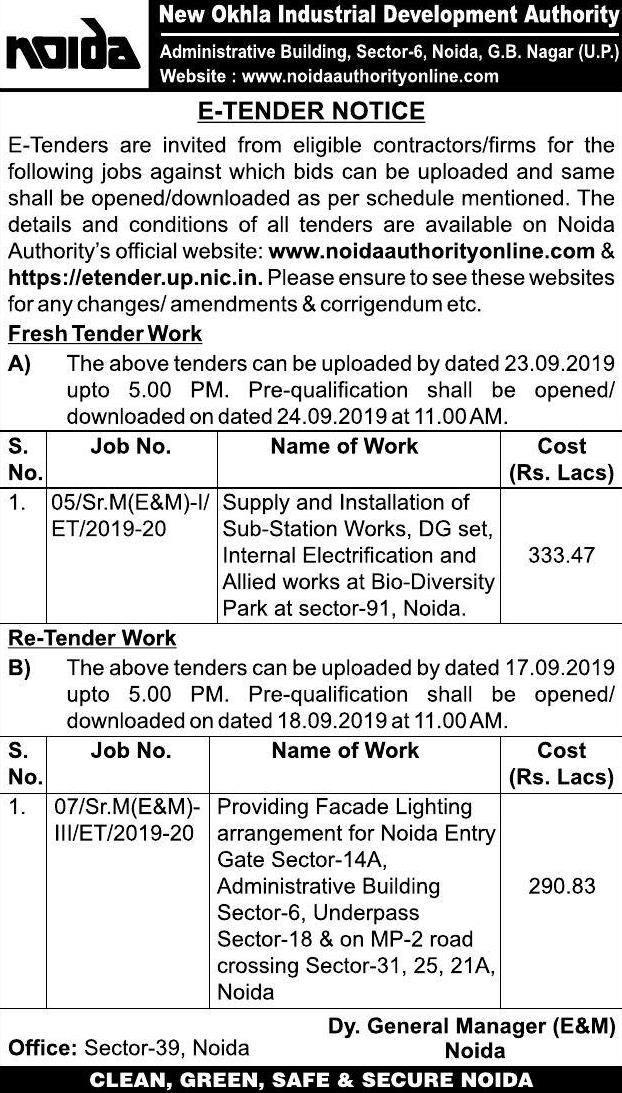 noida
New Okhla Industrial Development Authority
Administrative Building, Sector-6, Noida, G.B. Nagar (U.P.)
Website : www.noidaauthorityonline.com
E-TENDER NOTICE
E-Tenders are invited from eligible contractors/firms for the
following jobs against which bids can be uploaded and same
shall be opened/downloaded as per schedule mentioned. The
details and conditions of all tenders are available on Noida
Authority's official website: www.noidaauthorityonline.com &
https://etender.up.nic.in. Please ensure to see these websites
for any changes/ amendments & corrigendum etc.
Fresh Tender Work
A) The above tenders can be uploaded by dated 23.09.2019
upto 5.00 PM. Pre-qualification shall be opened/
downloaded on dated 24.09.2019 at 11.00 AM.
S. Job No. Name of Work Cost
No. (Rs. Lacs)
1. 05/Sr.M(E&M)-I/ Supply and Installation of
ET/2019-20 Sub-Station Works, DG set,
Internal Electrification and 333.47
Allied works at Bio-Diversity
Park at sector-91, Noida.
Re-Tender Work
B) The above tenders can be uploaded by dated 17.09.2019
upto 5.00 PM. Pre-qualification shall be opened/
downloaded on dated 18.09.2019 at 11.00 AM.
S. Job No. Name of Work Cost
No. (Rs. Lacs)
1. 07/Sr.M(E&M)- Providing Facade Lighting
III/ET/2019-20 arrangement for Noida Entry
Gate Sector-14A,
Administrative Building 290.83
Sector-6, Underpass
Sector-18 & on MP-2 road
crossing Sector-31, 25, 21A,
Noida
Dy. General Manager (E&M)
Office: Sector-39, Noida Noida
CLEAN, GREEN, SAFE & SECURE NOIDA